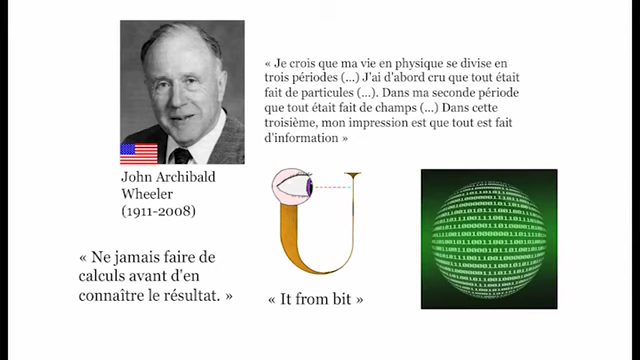 « Je crois que ma vie en physique se divise en
trois périodes (...) J'ai d'abord cru que tout était
fait de particules (...). Dans ma seconde période
que tout était fait de champs (...) Dans cette
troisième, mon impression est que tout est fait
d'information »
John Archibald
Wheeler
(1911-2008)
« Ne jamais faire de
calculs avant d'en
connaître le résultat. »
« It from bit »